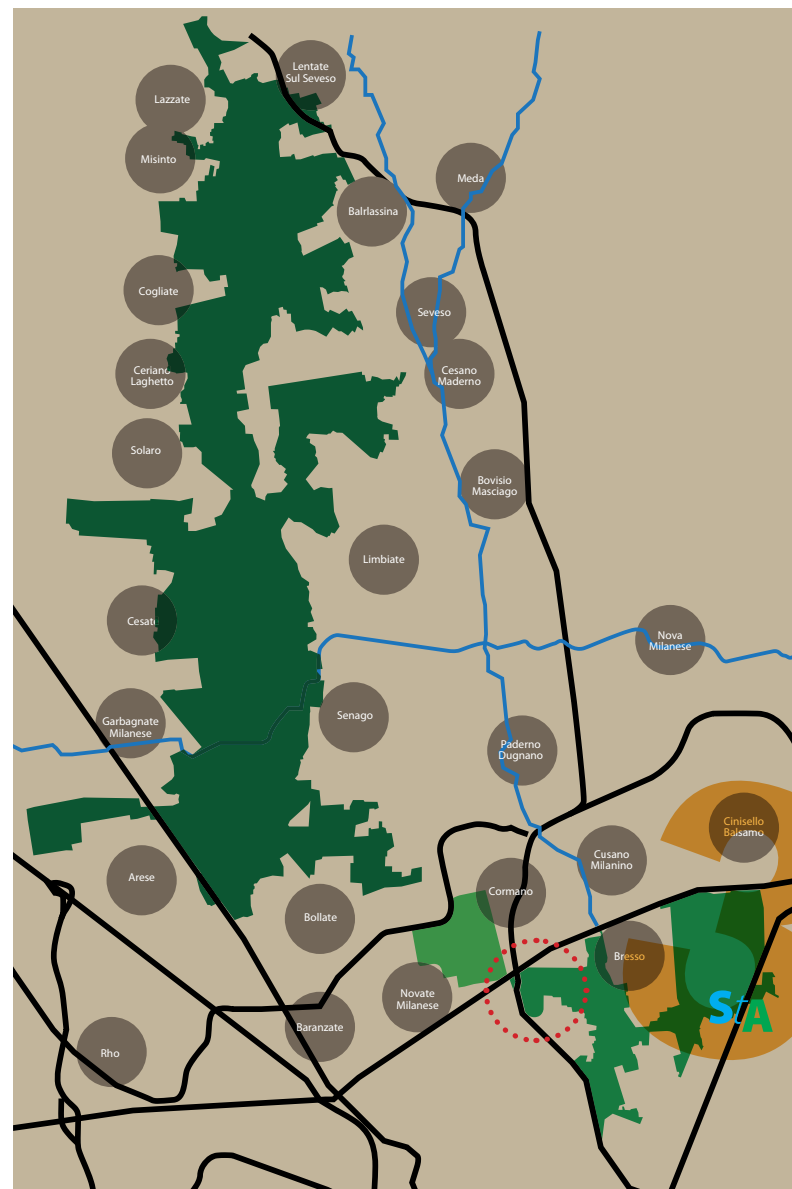 Lentate
Sul Seveso
Lazzate
Misinto
Meda
Balrlassina
Cogliate
Seveso
Ceriano
Laghetto
Cesano
Maderno
Solaro
Bovisio
Masciago
Limbiate
Cesate
Nova
Milanese
Senago
Garbagnate
Milanese
Paderno
Dugnano
Cinisello
Balsamo
Cusano
Milanino
Arese
Cormano
Bollate
Bresso
Novate
Milanese
StA
Baranzate
Rho